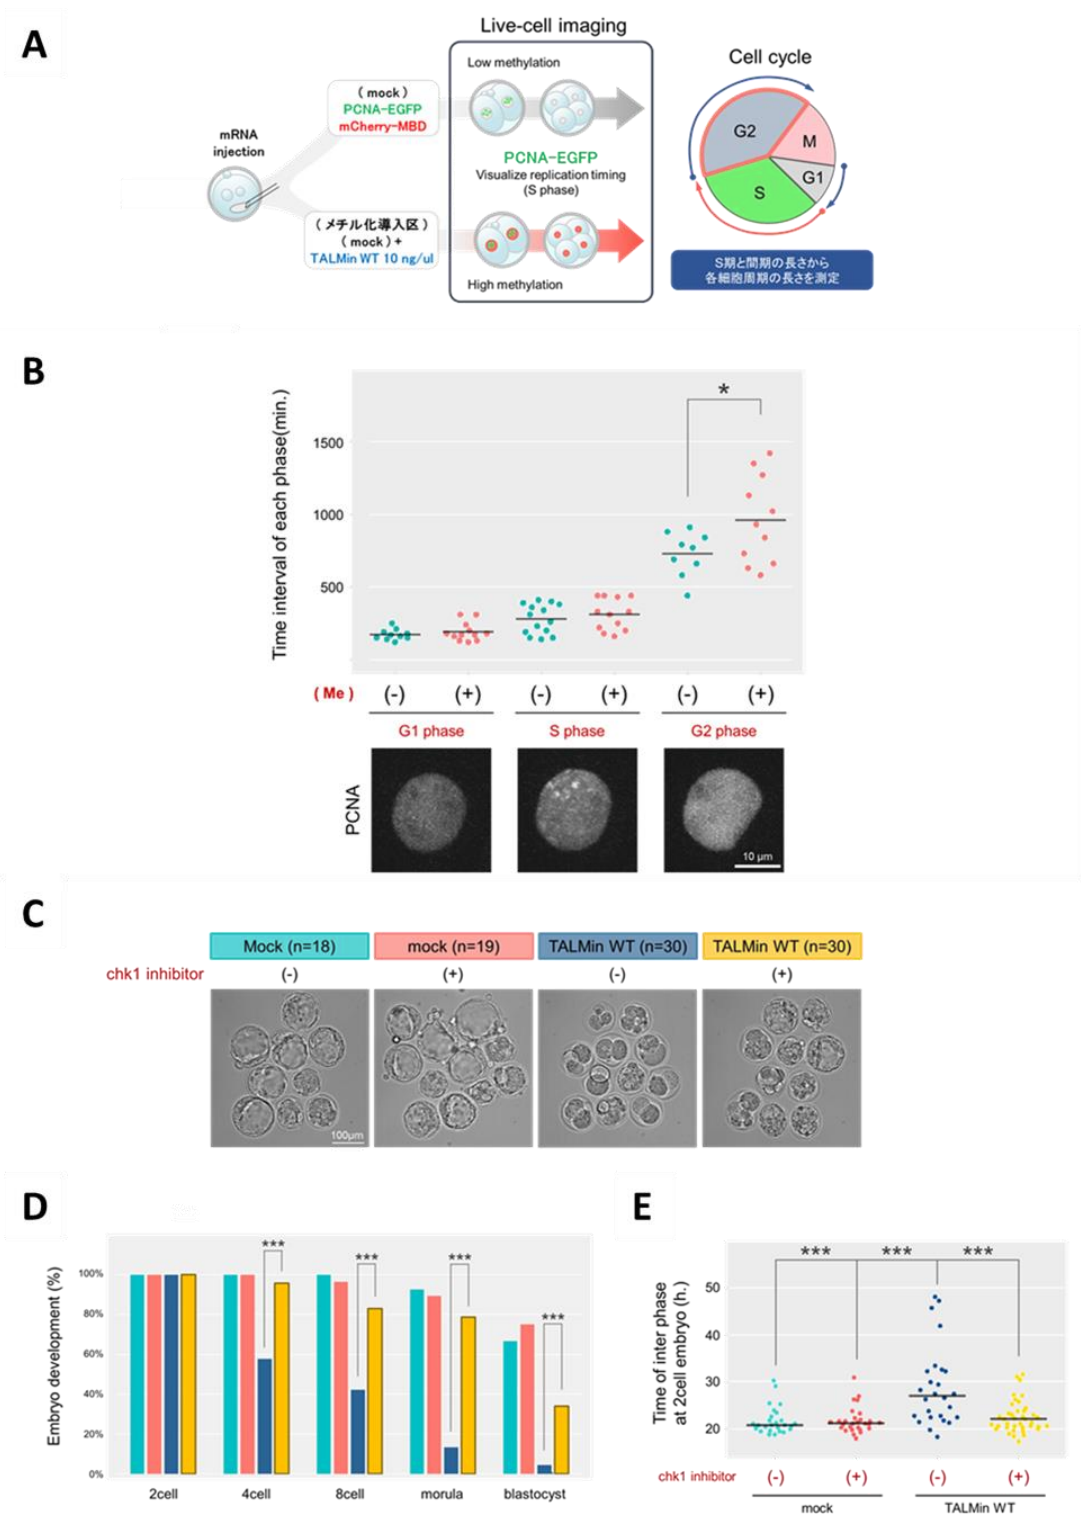 A
Live-cell imaging
Low methylation
(mock)
PCNA-EGFP
mCherry-MBD
mRNA
injection
PCNA-EGFP
Visualize replication timing
(S phase)
(メチル化導入区)
(mock)+
TALMin WT 10 ng/ul
High methylation
Cell cycle
G2
M
G1
S
S期と間期の長さから
各細胞周期の長さを測定
B
Time interval of each phase(min.)
*
1500
1000
500
(Me)
(-)
(+)
(-)
(+)
(-)
(+)
G1 phase
S phase
G2 phase
PCNA
10 µm
C
Mock (n=18)
mock (n=19)
TALMin WT (n=30)
TALMin WT (n=30)
chk1 inhibitor
(-)
(+)
(-)
(+)
100µm
D
Embryo development (%)
100%
80%
60%
40%
20%
0%
***
***
***
***
2cell
4cell
8cell
morula
blastocyst
E
Time of inter phase
at 2cell embryo (h.)
***
***
***
50
40
30
20
chk1 inhibitor
(-)
(+)
(-)
(+)
mock
TALMin WT